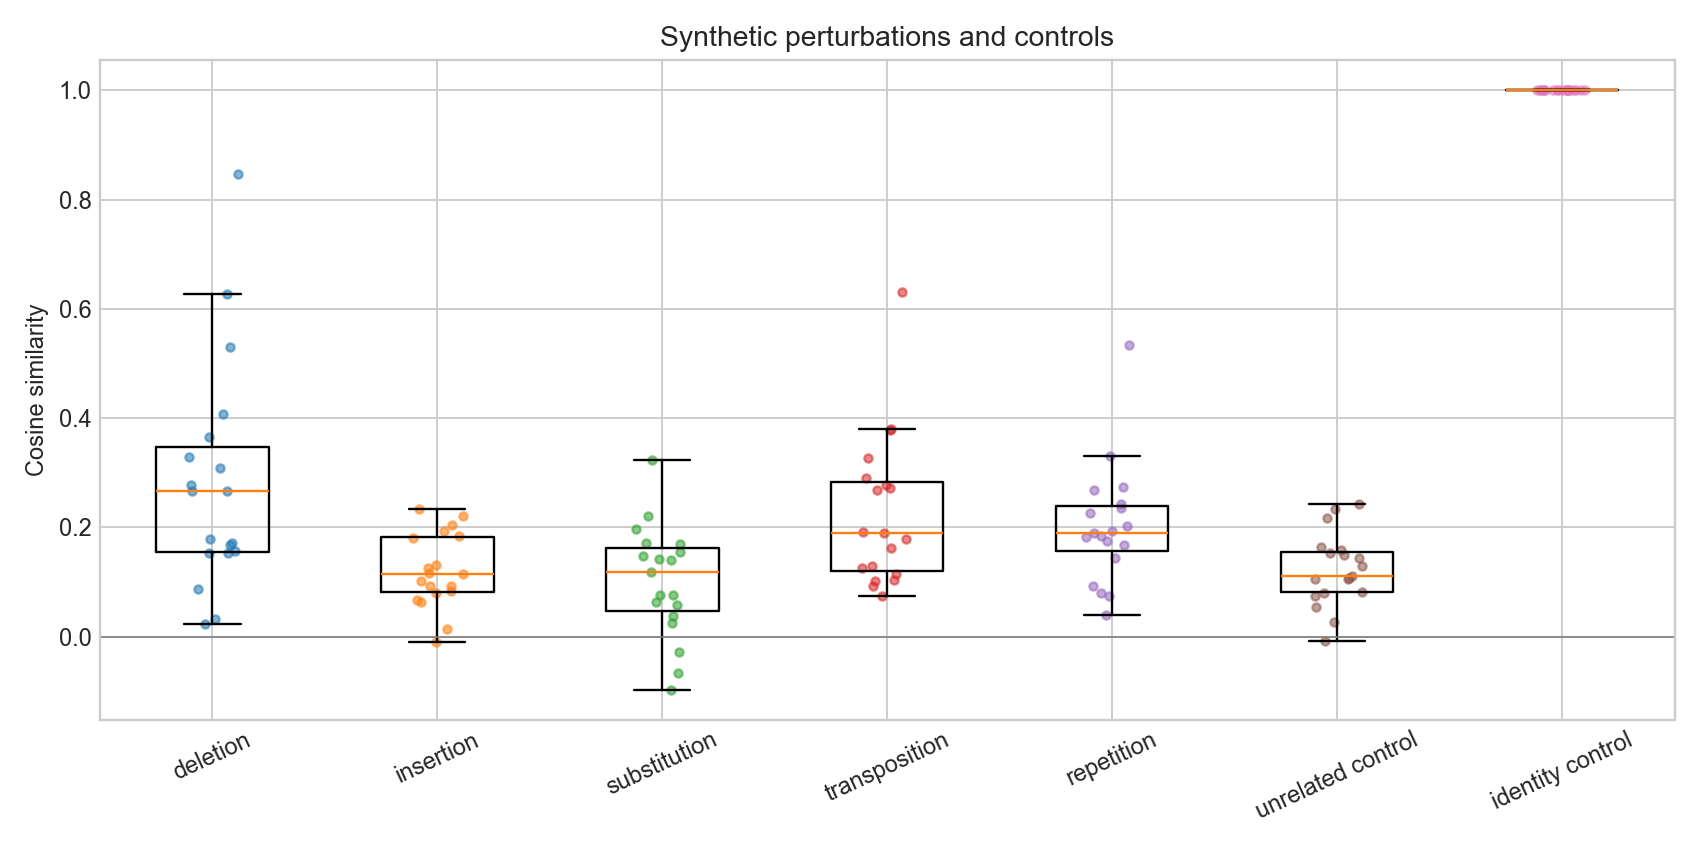 Synthetic perturbations and controls
Cosine similarity
1.0
0.8
0.6
0.4
0.2
0.0
deletion
insertion
substitution
transposition
repetition
unrelated control
identity control